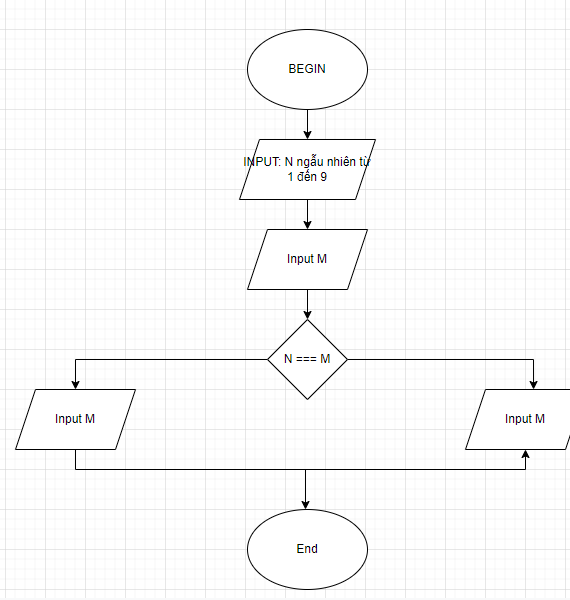 BEGIN
INPUT: N ngẫu nhiên từ
1 đến 9
Input M
N === M
Input M
Input M
End